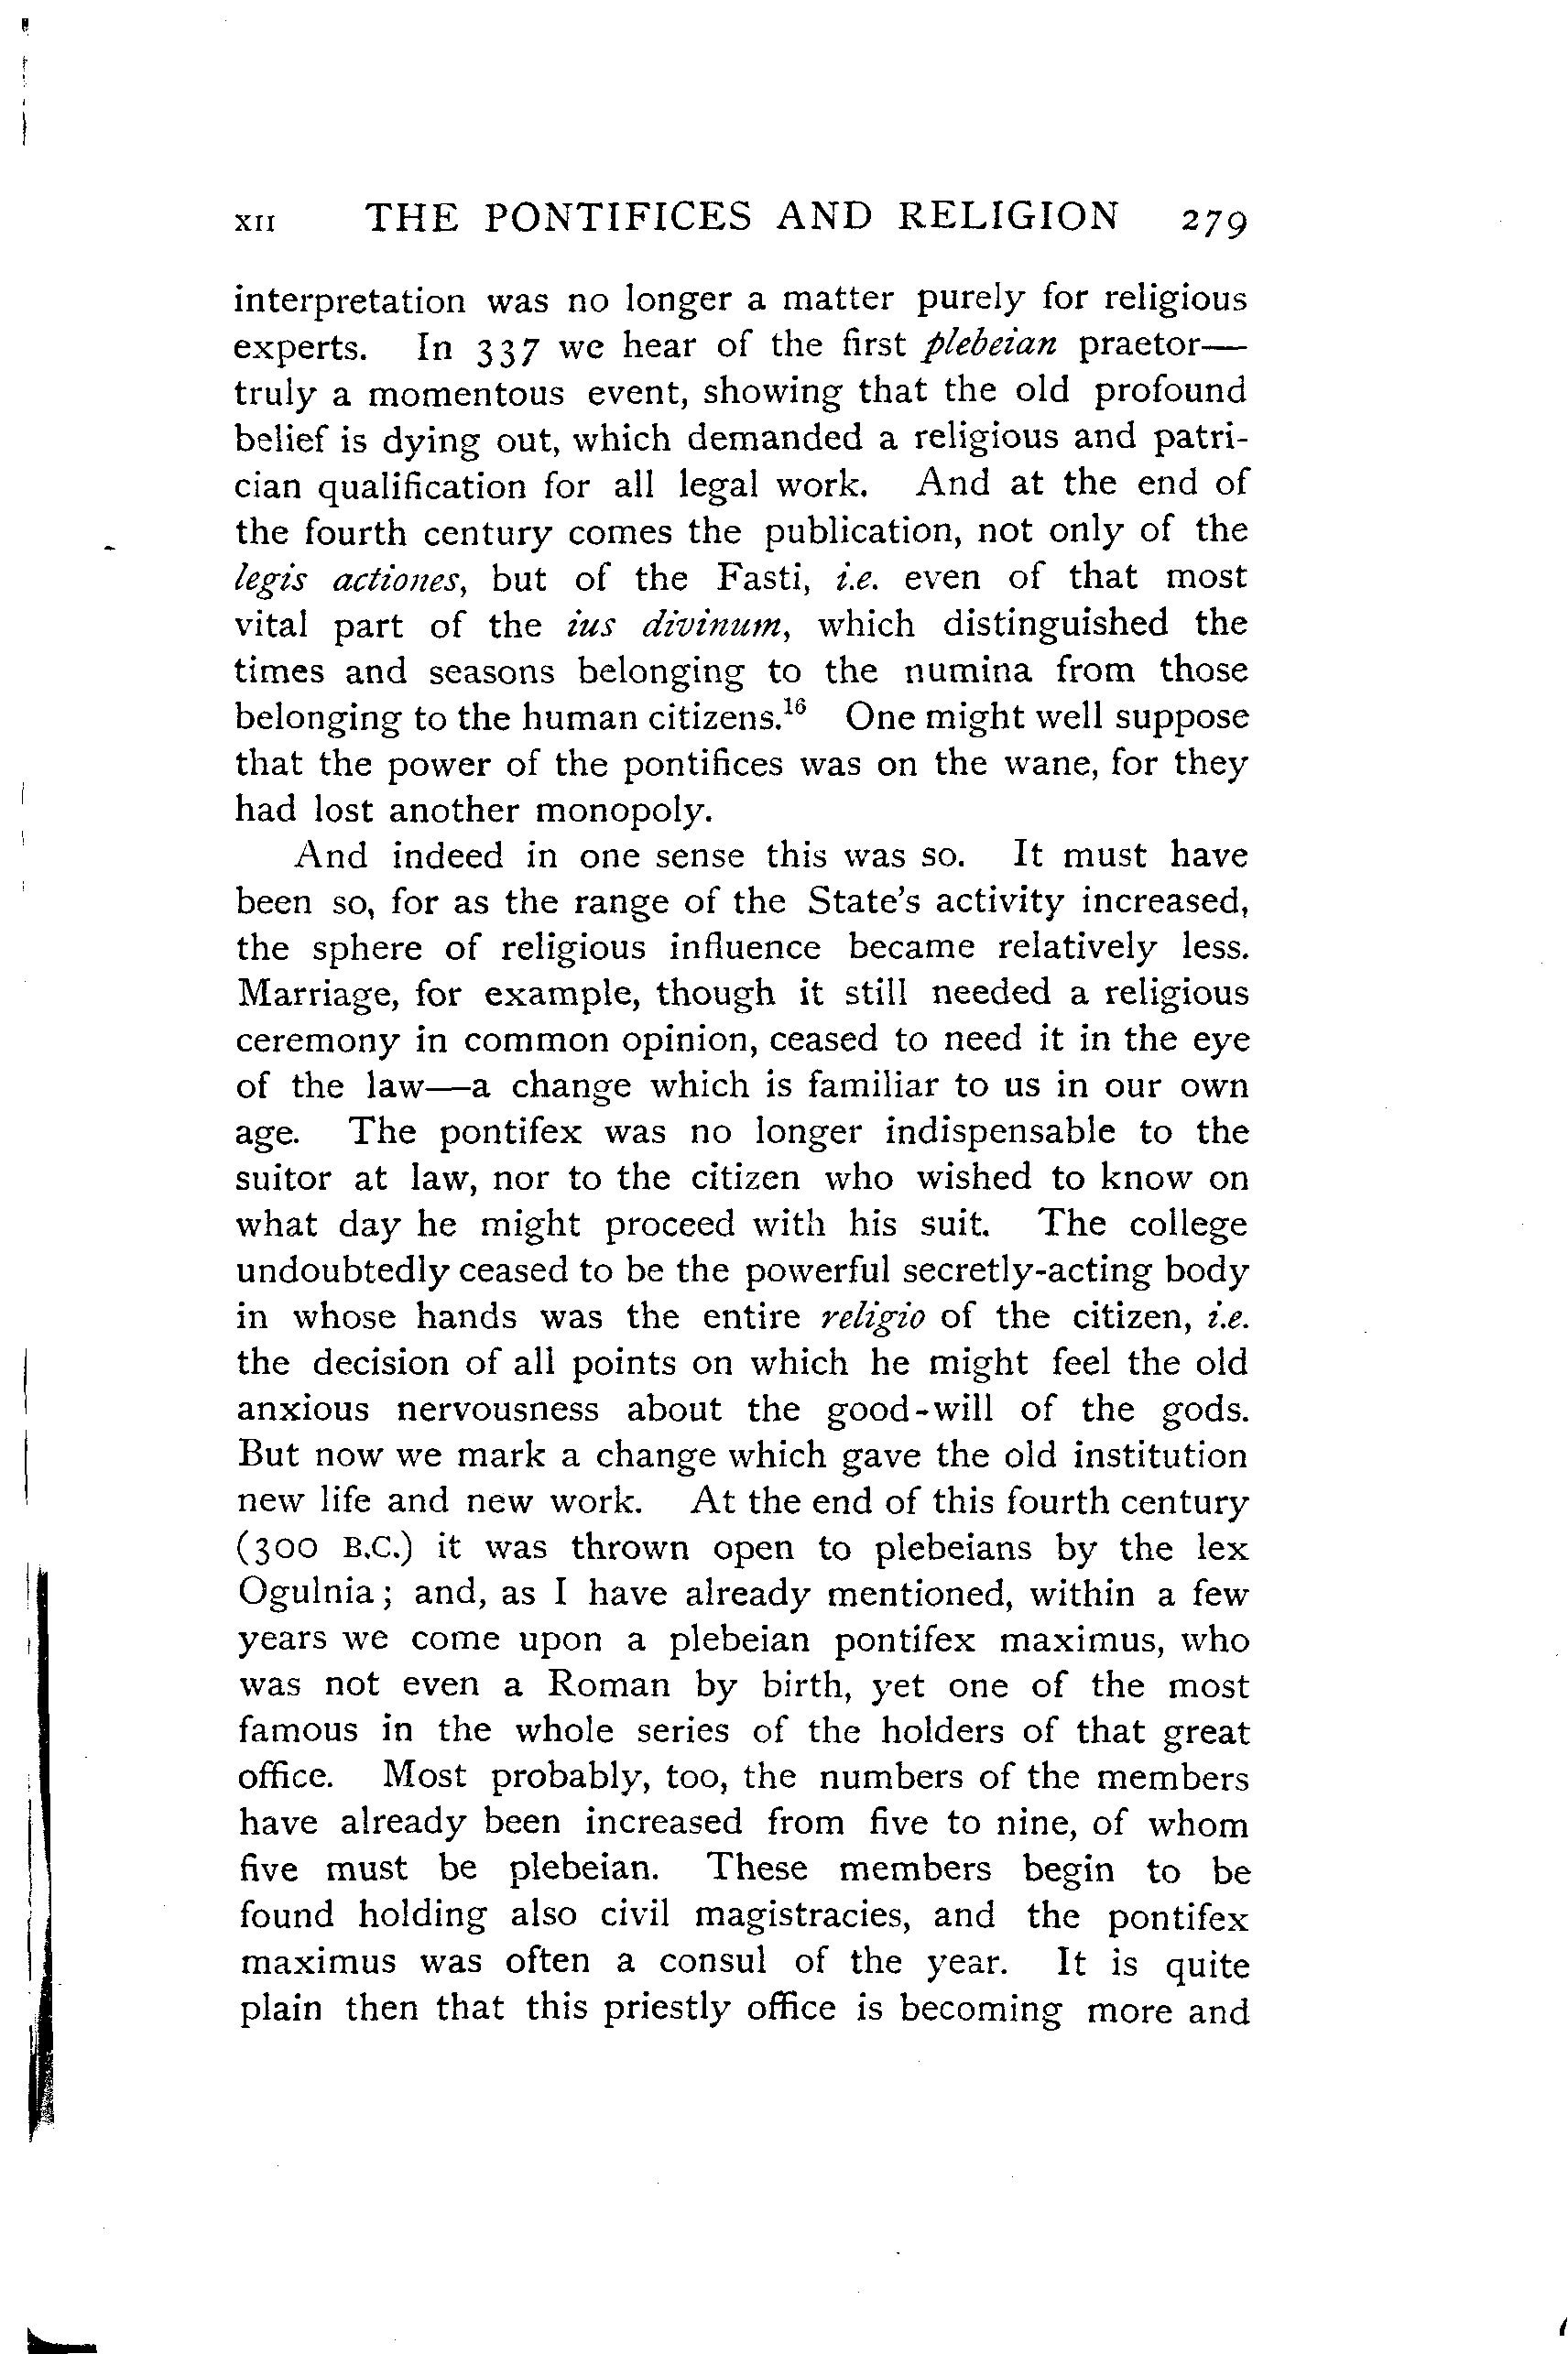 XII THE PONTIFICES AND RELIGION 279
interpretation was no longer a matter purely for religious
experts. In 337 we hear of the first plebeian praetor—
truly a momentous event, showing that the old profound
belief is dying out, which demanded a religious and patri-
cian qualification for all legal work. And at the end of
the fourth century comes the publication, not only of the
legis actiones, but of the Fasti, i.e. even of that most
vital part of the ius divinum, which distinguished the
times and seasons belonging to the numina from those
belonging to the human citizens.¹⁶ One might well suppose
that the power of the pontifices was on the wane, for they
had lost another monopoly.
And indeed in one sense this was so. It must have
been so, for as the range of the State's activity increased,
the sphere of religious influence became relatively less.
Marriage, for example, though it still needed a religious
ceremony in common opinion, ceased to need it in the eye
of the law—a change which is familiar to us in our own
age. The pontifex was no longer indispensable to the
suitor at law, nor to the citizen who wished to know on
what day he might proceed with his suit. The college
undoubtedly ceased to be the powerful secretly-acting body
in whose hands was the entire religio of the citizen, i.e.
the decision of all points on which he might feel the old
anxious nervousness about the good-will of the gods.
But now we mark a change which gave the old institution
new life and new work. At the end of this fourth century
(300 B.C.) it was thrown open to plebeians by the lex
Ogulnia; and, as I have already mentioned, within a few
years we come upon a plebeian pontifex maximus, who
was not even a Roman by birth, yet one of the most
famous in the whole series of the holders of that great
office. Most probably, too, the numbers of the members
have already been increased from five to nine, of whom
five must be plebeian. These members begin to be
found holding also civil magistracies, and the pontifex
maximus was often a consul of the year. It is quite
plain then that this priestly office is becoming more and